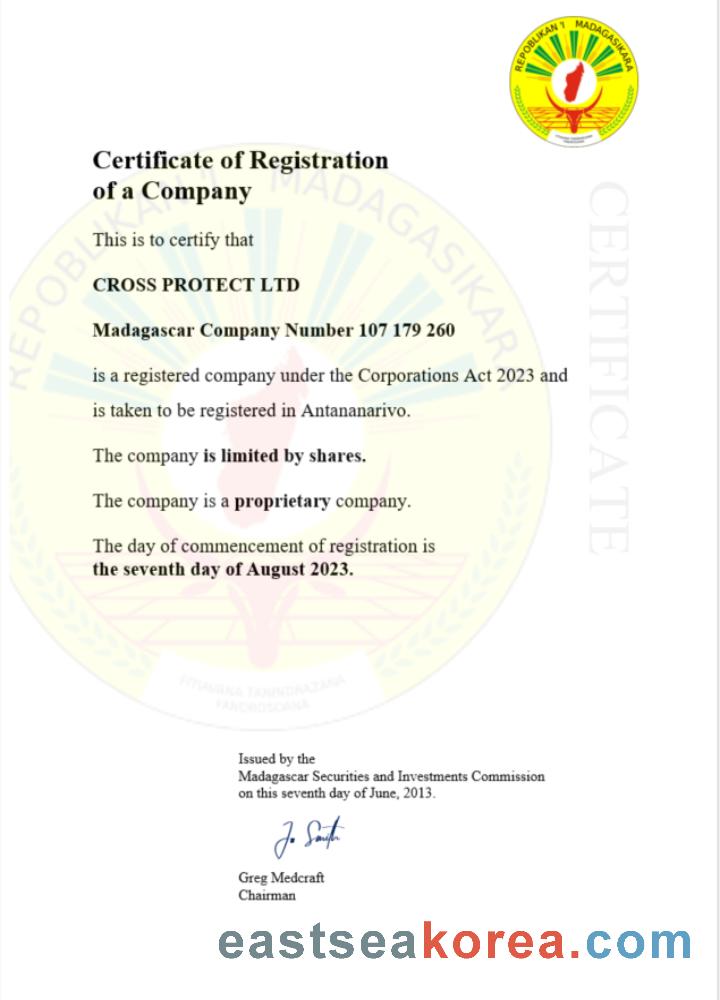 REPOBLIKAN'I MADAGASIKARA
Certificate of Registration
of a Company
This is to certify that
CROSS PROTECT LTD
Madagascar Company Number 107 179 260
is a registered company under the Corporations Act 2023 and
is taken to be registered in Antananarivo.
The company is limited by shares.
The company is a proprietary company.
The day of commencement of registration is
the seventh day of August 2023.
CERTIFICATE
REPOBLIKAN'I MADAGASIKARA
FITIAVANA TANINDRAZANA
FANDROSOANA
Issued by the
Madagascar Securities and Investments Commission
on this seventh day of June, 2013.
J. Smith
Greg Medcraft
Chairman
eastseakorea.com